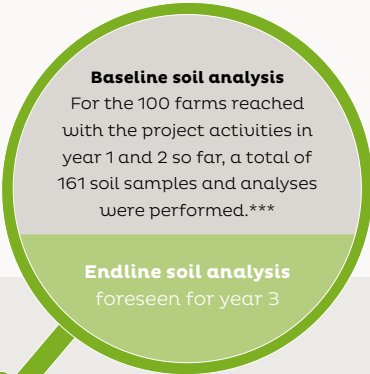 Baseline soil analysis
For the 100 farms reached
with the project activities in
year 1 and 2 so far, a total of
161 soil samples and analyses
were performed.***
Endline soil analysis
foreseen for year 3